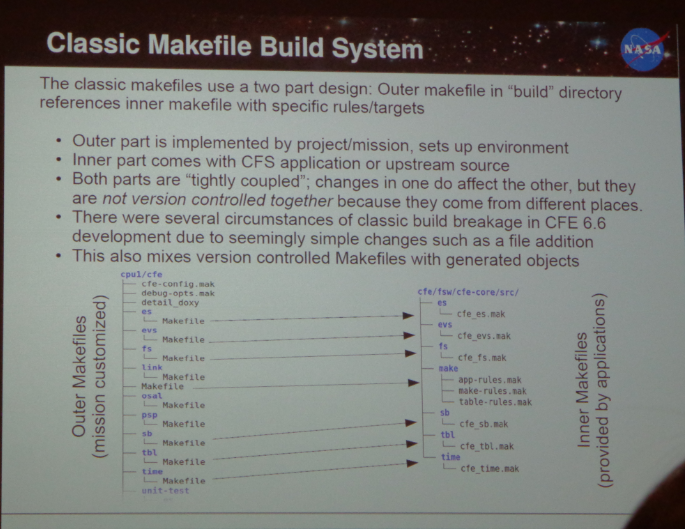 Classic Makefile Build System
NASA
The classic makefiles use a two part design: Outer makefile in "build" directory
references inner makefile with specific rules/targets
• Outer part is implemented by project/mission, sets up environment
• Inner part comes with CFS application or upstream source
• Both parts are "tightly coupled"; changes in one do affect the other, but they
are not version controlled together because they come from different places.
• There were several circumstances of classic build breakage in CFE 6.6
development due to seemingly simple changes such as a file addition
• This also mixes version controlled Makefiles with generated objects
Outer Makefiles
(mission customized)
cpu1/cfe
cfe-config.mak
debug-opts.mak
detail_doxy
es
Makefile
evs
Makefile
fs
Makefile
link
Makefile
Makefile
osal
Makefile
psp
Makefile
sb
Makefile
tbl
Makefile
time
Makefile
unit-test
cfe/fsw/cfe-core/src/
es
cfe_es.mak
evs
cfe_evs.mak
fs
cfe_fs.mak
make
app-rules.mak
make-rules.mak
table-rules.mak
sb
cfe_sb.mak
tbl
cfe_tbl.mak
time
cfe_time.mak
Inner Makefiles
(provided by applications)